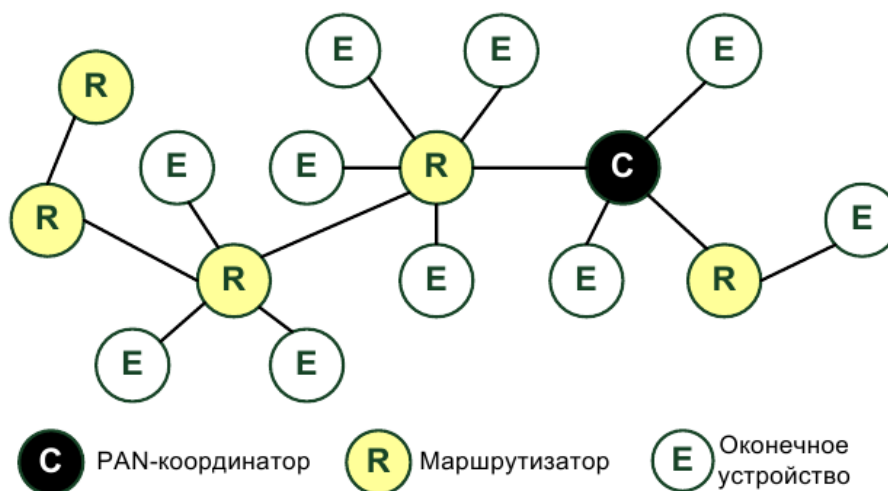 E E E
R
E E R C
R E
R E E R
E E
C PAN-координатор R Маршрутизатор E Оконечное
устройство